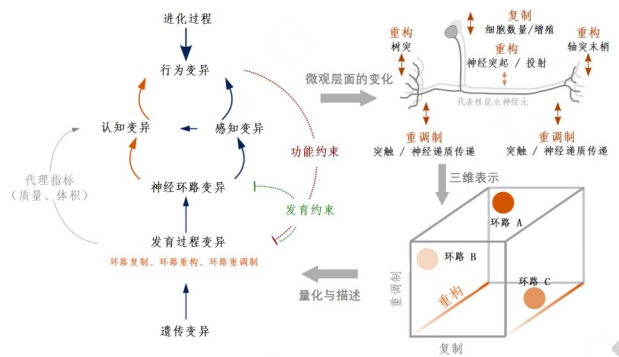 进化过程
行为变异
认知变异
感知变异
代理指标
(质量、体积)
神经环路变异
功能约束
发育约束
发育过程变异
环路复制、环路重构、环路重调制
遗传变异
微观层面的变化
复制
细胞数量/增殖
重构
树突
重构
神经突起 / 投射
重构
轴突末梢
代表性昆虫神经元
重调制
突触 / 神经递质传递
重调制
突触 / 神经递质传递
三维表示
环路 A
环路 B
环路 C
重调制
重构
复制
量化与描述